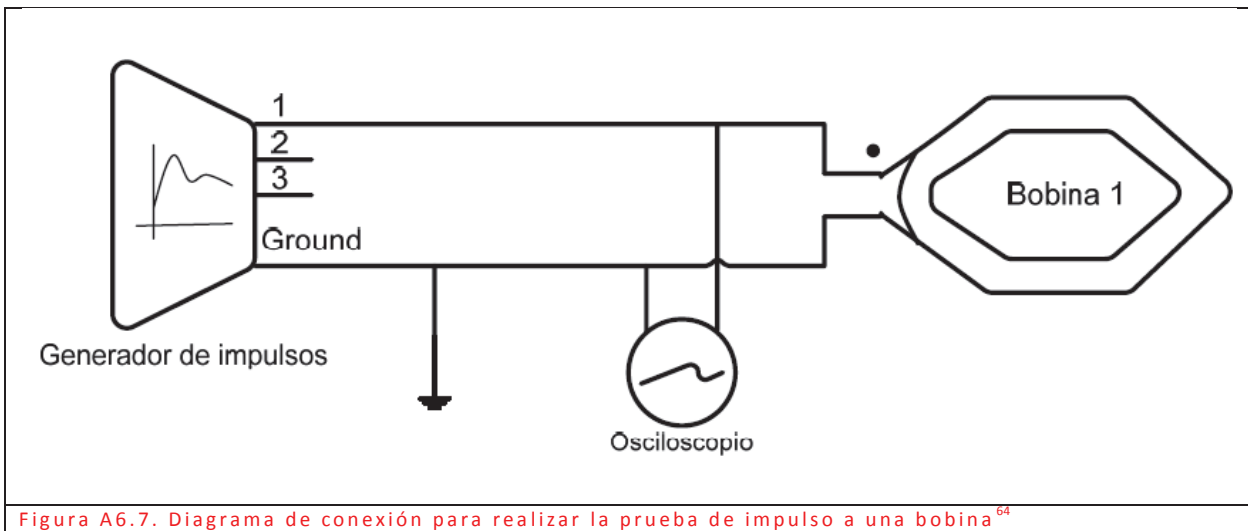 1
2
3
Ground
Generador de impulsos
Osciloscopio
Bobina 1
Figura A6.7. Diagrama de conexión para realizar la prueba de impulso a una bobina 64